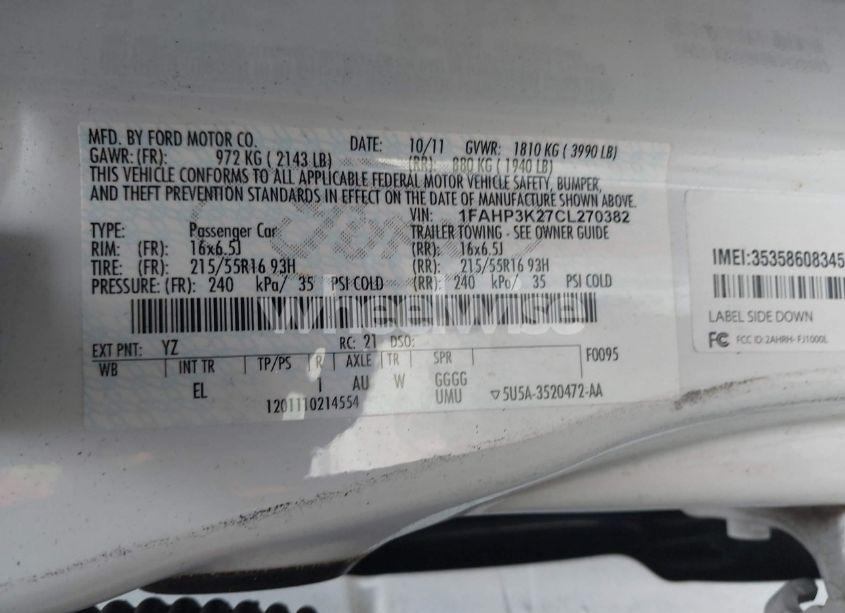 MFD. BY FORD MOTOR CO. DATE: 10/11 GVWR: 1810 KG ( 3990 LB)
GAWR: (FR): 972 KG ( 2143 LB) (RR): 880 KG ( 1940 LB)
THIS VEHICLE CONFORMS TO ALL APPLICABLE FEDERAL MOTOR VEHICLE SAFETY, BUMPER,
AND THEFT PREVENTION STANDARDS IN EFFECT ON THE DATE OF MANUFACTURE SHOWN ABOVE.
VIN: 1FAHP3K27CL270382
TYPE: Passenger Car TRAILER TOWING - SEE OWNER GUIDE
RIM: (FR): 16x6.5J (RR): 16x6.5J
TIRE: (FR): 215/55R16 93H (RR): 215/55R16 93H
PRESSURE: (FR): 240 kPa/ 35 PSI COLD (RR): 240 kPa/ 35 PSI COLD
wheelwise
EXT PNT: YZ RC: 21 DSO: F0095
WB INT TR TP/PS R AXLE TR SPR
EL I AU W GGGG
UMU
1201110214554 ▽5U5A-3520472-AA
IMEI:35358608345
LABEL SIDE DOWN
FC FCC ID: 2AHRH- FJ1000L